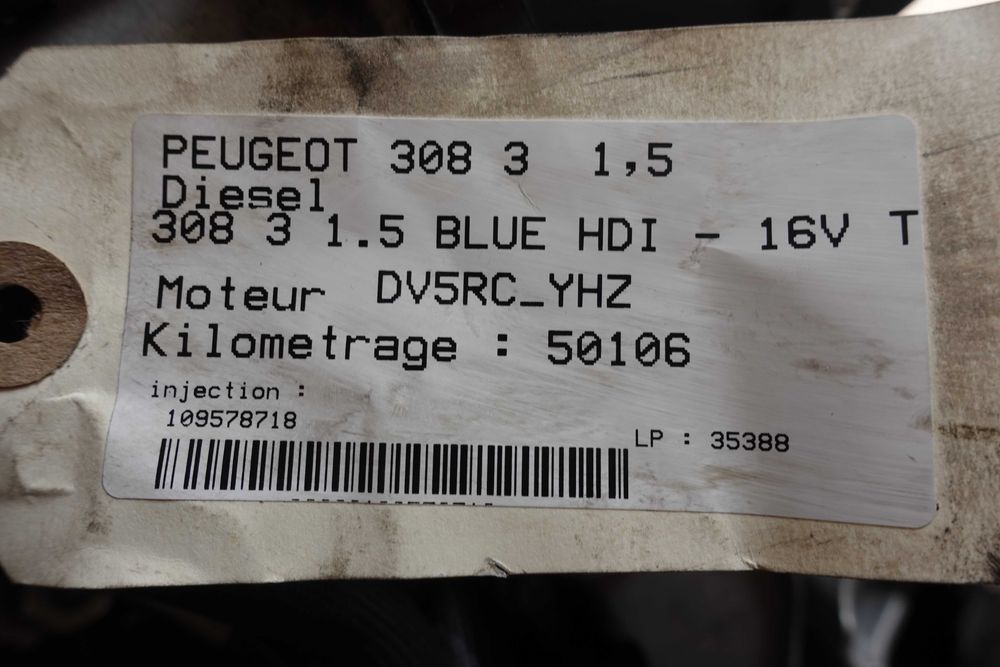 PEUGEOT 308 3 1,5
Diesel
308 3 1.5 BLUE HDI - 16V T
Moteur DV5RC_YHZ
Kilometrage : 50106
injection :
109578718
LP : 35388